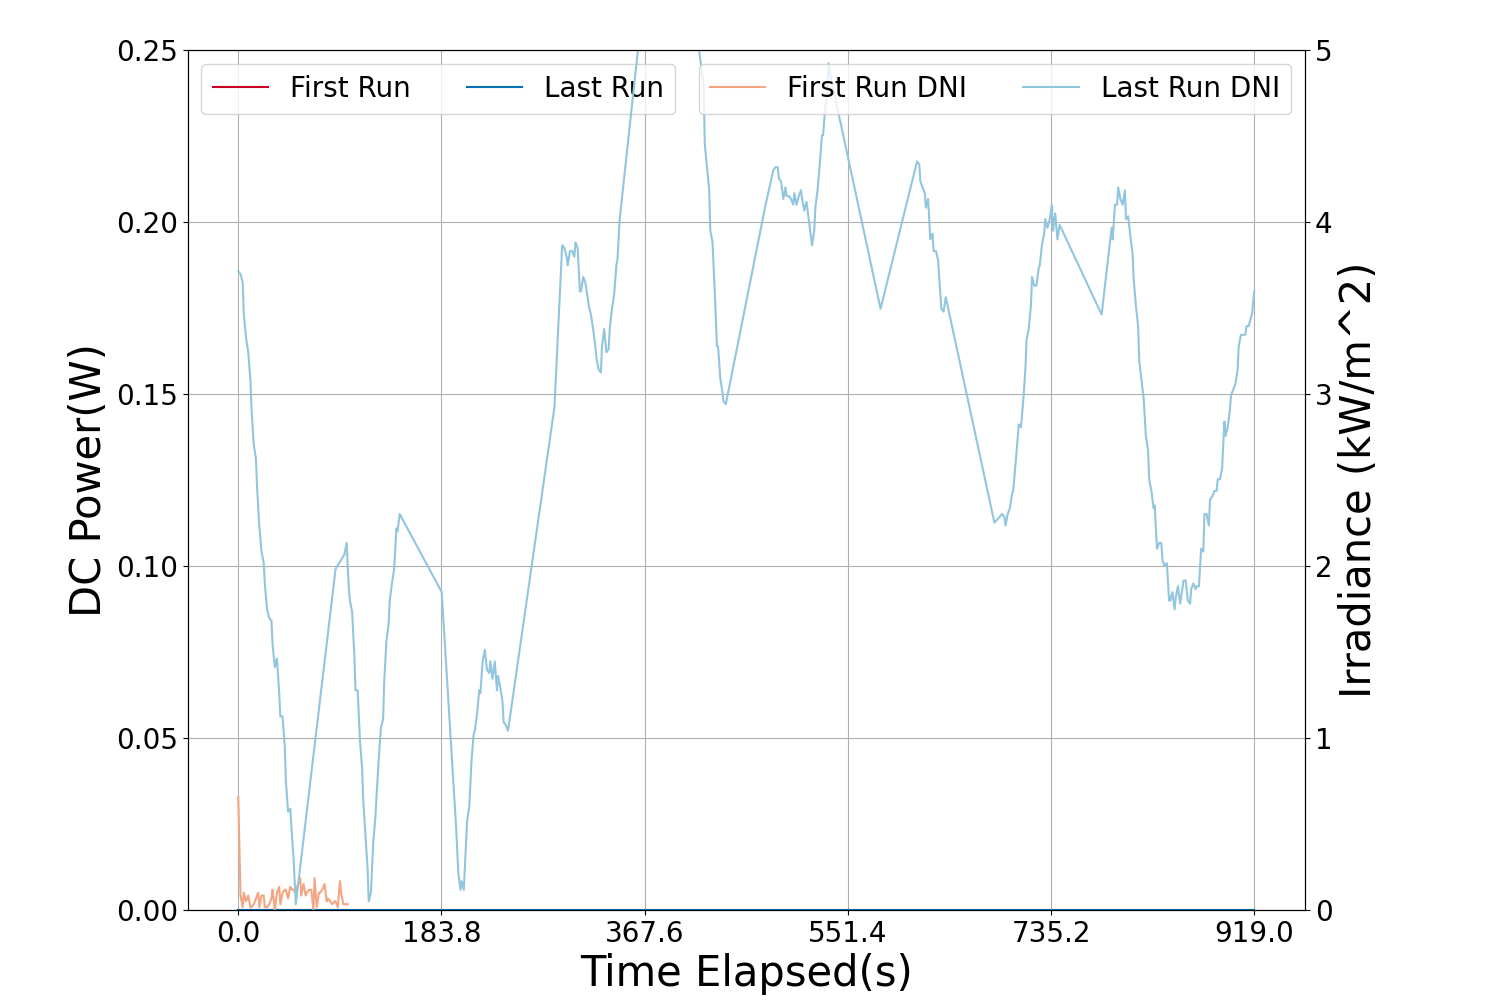 0.25
0.20
0.15
0.10
0.05
0.00
DC Power(W)
First Run Last Run First Run DNI Last Run DNI
5
4
3
2
1
0
Irradiance (kW/m^2)
0.0 183.8 367.6 551.4 735.2 919.0
Time Elapsed(s)